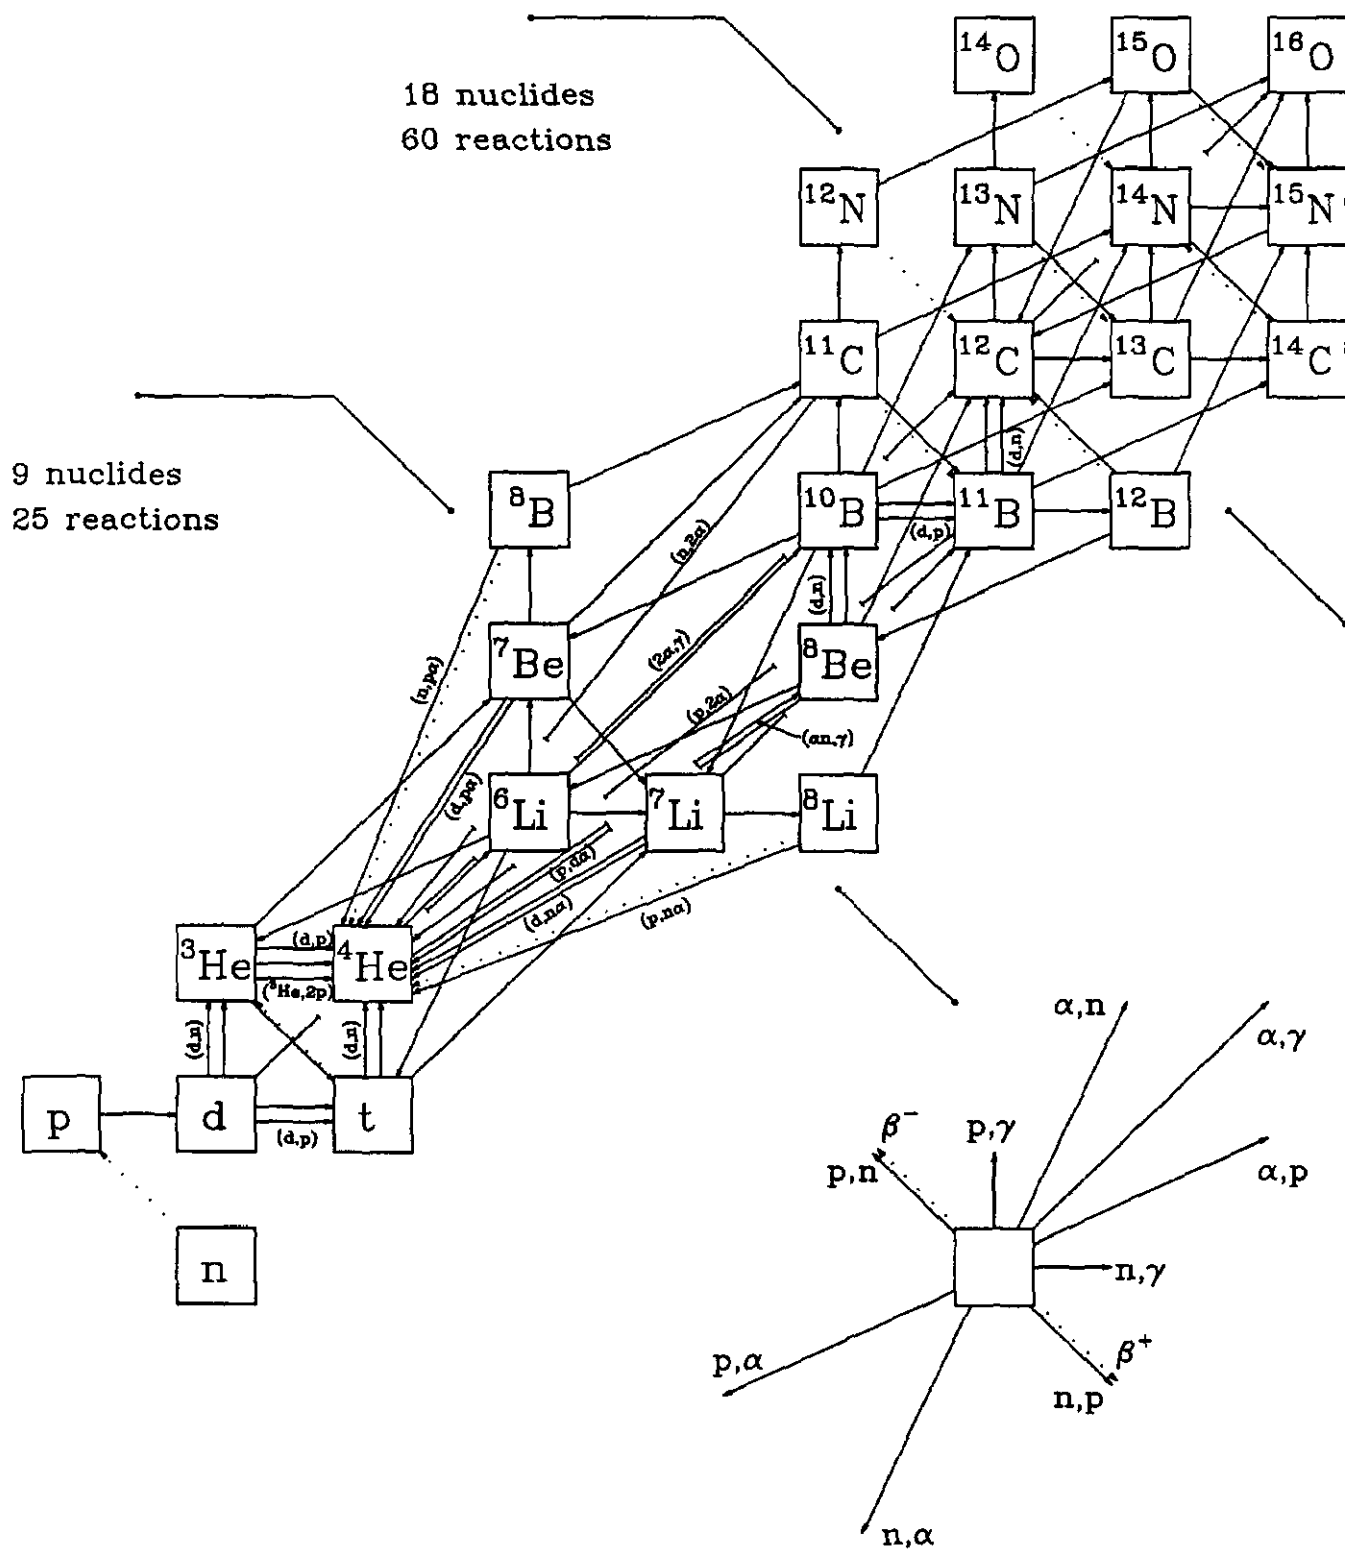 18 nuclides
60 reactions
¹⁴O ¹⁵O ¹⁶O
¹²N ¹³N ¹⁴N ¹⁵N
¹¹C ¹²C ¹³C ¹⁴C
(d,n)
9 nuclides
25 reactions
⁸B ¹⁰B ¹¹B ¹²B
(d,p)
(n,2α)
(d,n)
⁷Be ⁸Be
(n,pα)
(2α,γ)
(p,2α)
(αn,γ)
(d,pα)
⁶Li ⁷Li ⁸Li
(p,dα)
(d,nα)
(p,nα)
³He ⁴He
(d,p)
(³He,2p)
(d,n)
(d,n)
p d t
(d,p)
n
α,n
α,γ
β⁻
p,γ
p,n
α,p
n,γ
p,α
β⁺
n,p
n,α